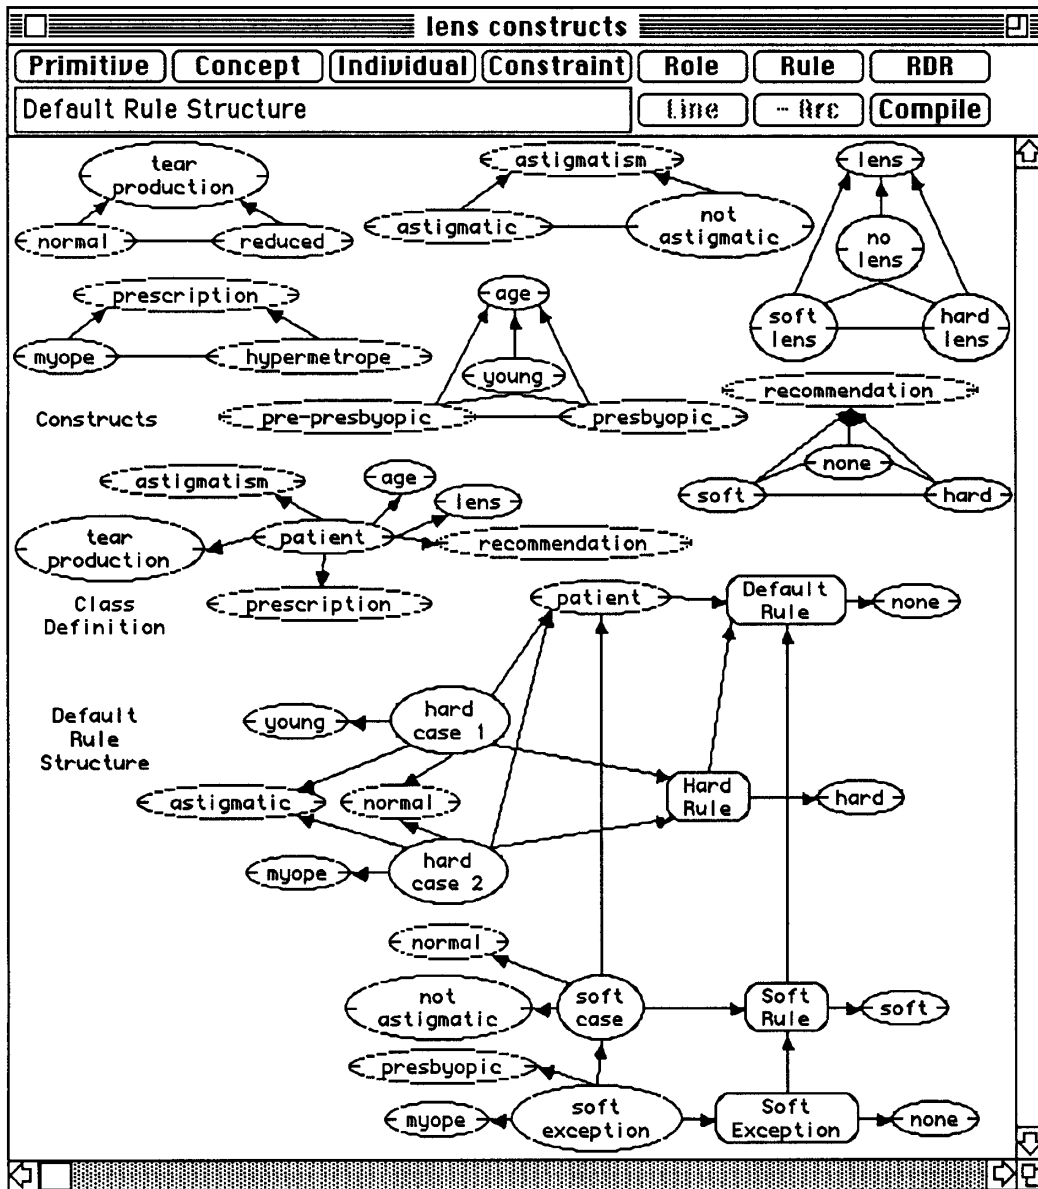 lens constructs
Primitive Concept Individual Constraint Role Rule RDR
Default Rule Structure
Line Arc Compile
tear
production
normal
reduced
astigmatism
astigmatic
not
astigmatic
lens
no
lens
soft
lens
hard
lens
prescription
myope
hypermetrope
age
young
pre-presbyopic
presbyopic
recommendation
none
soft
hard
Constructs
astigmatism
age
lens
tear
production
patient
recommendation
prescription
Class
Definition
patient
Default
Rule
none
Default
Rule
Structure
young
hard
case 1
astigmatic
normal
Hard
Rule
hard
myope
hard
case 2
normal
not
astigmatic
soft
case
Soft
Rule
soft
presbyopic
myope
soft
exception
Soft
Exception
none